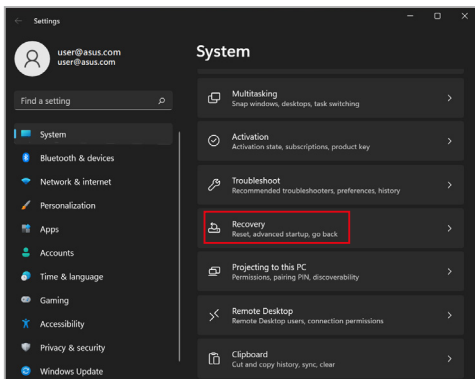 Settings
user@asus.com
user@asus.com
Find a setting
System
Bluetooth & devices
Network & internet
Personalization
Apps
Accounts
Time & language
Gaming
Accessibility
Privacy & security
Windows Update
System
Multitasking
Snap windows, desktops, task switching
Activation
Activation state, subscriptions, product key
Troubleshoot
Recommended troubleshooters, preferences, history
Recovery
Reset, advanced startup, go back
Projecting to this PC
Permissions, pairing PIN, discoverability
Remote Desktop
Remote Desktop users, connection permissions
Clipboard
Cut and copy history, sync, clear